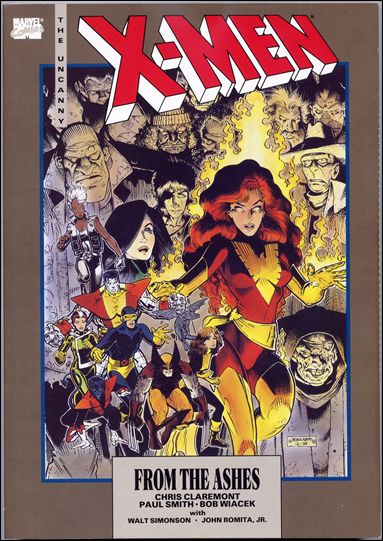 MARVEL
COMICS
THE UNCANNY
X-MEN
FROM THE ASHES
CHRIS CLAREMONT
PAUL SMITH • BOB WIACEK
with
WALT SIMONSON • JOHN ROMITA, JR.